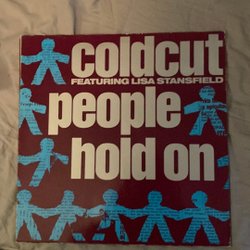 coldcut
FEATURING LISA STANSFIELD
people
hold on